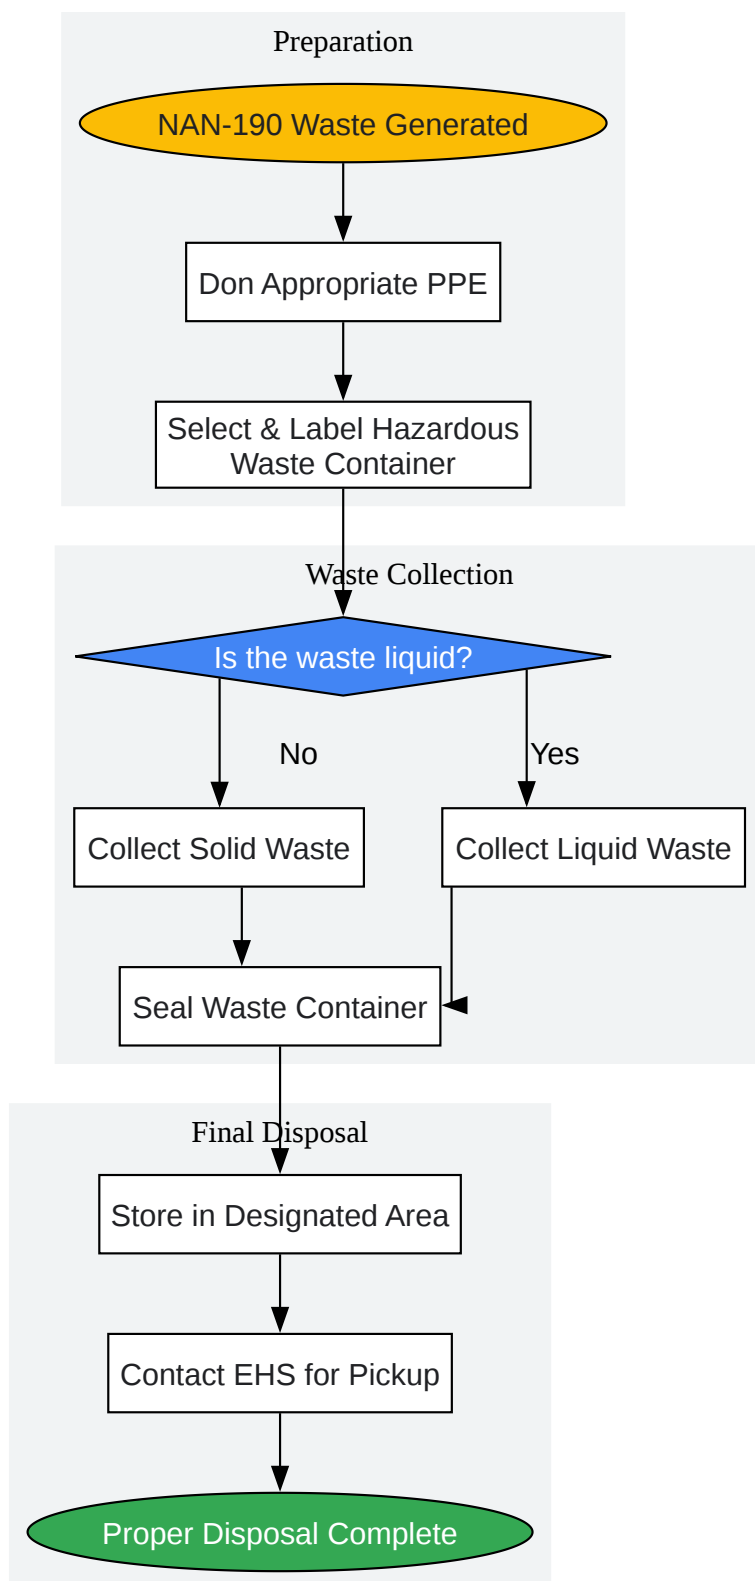 Preparation
NAN-190 Waste Generated
Don Appropriate PPE
Select & Label Hazardous
Waste Container
Waste Collection
Is the waste liquid?
No
Yes
Collect Solid Waste
Collect Liquid Waste
Seal Waste Container
Final Disposal
Store in Designated Area
Contact EHS for Pickup
Proper Disposal Complete